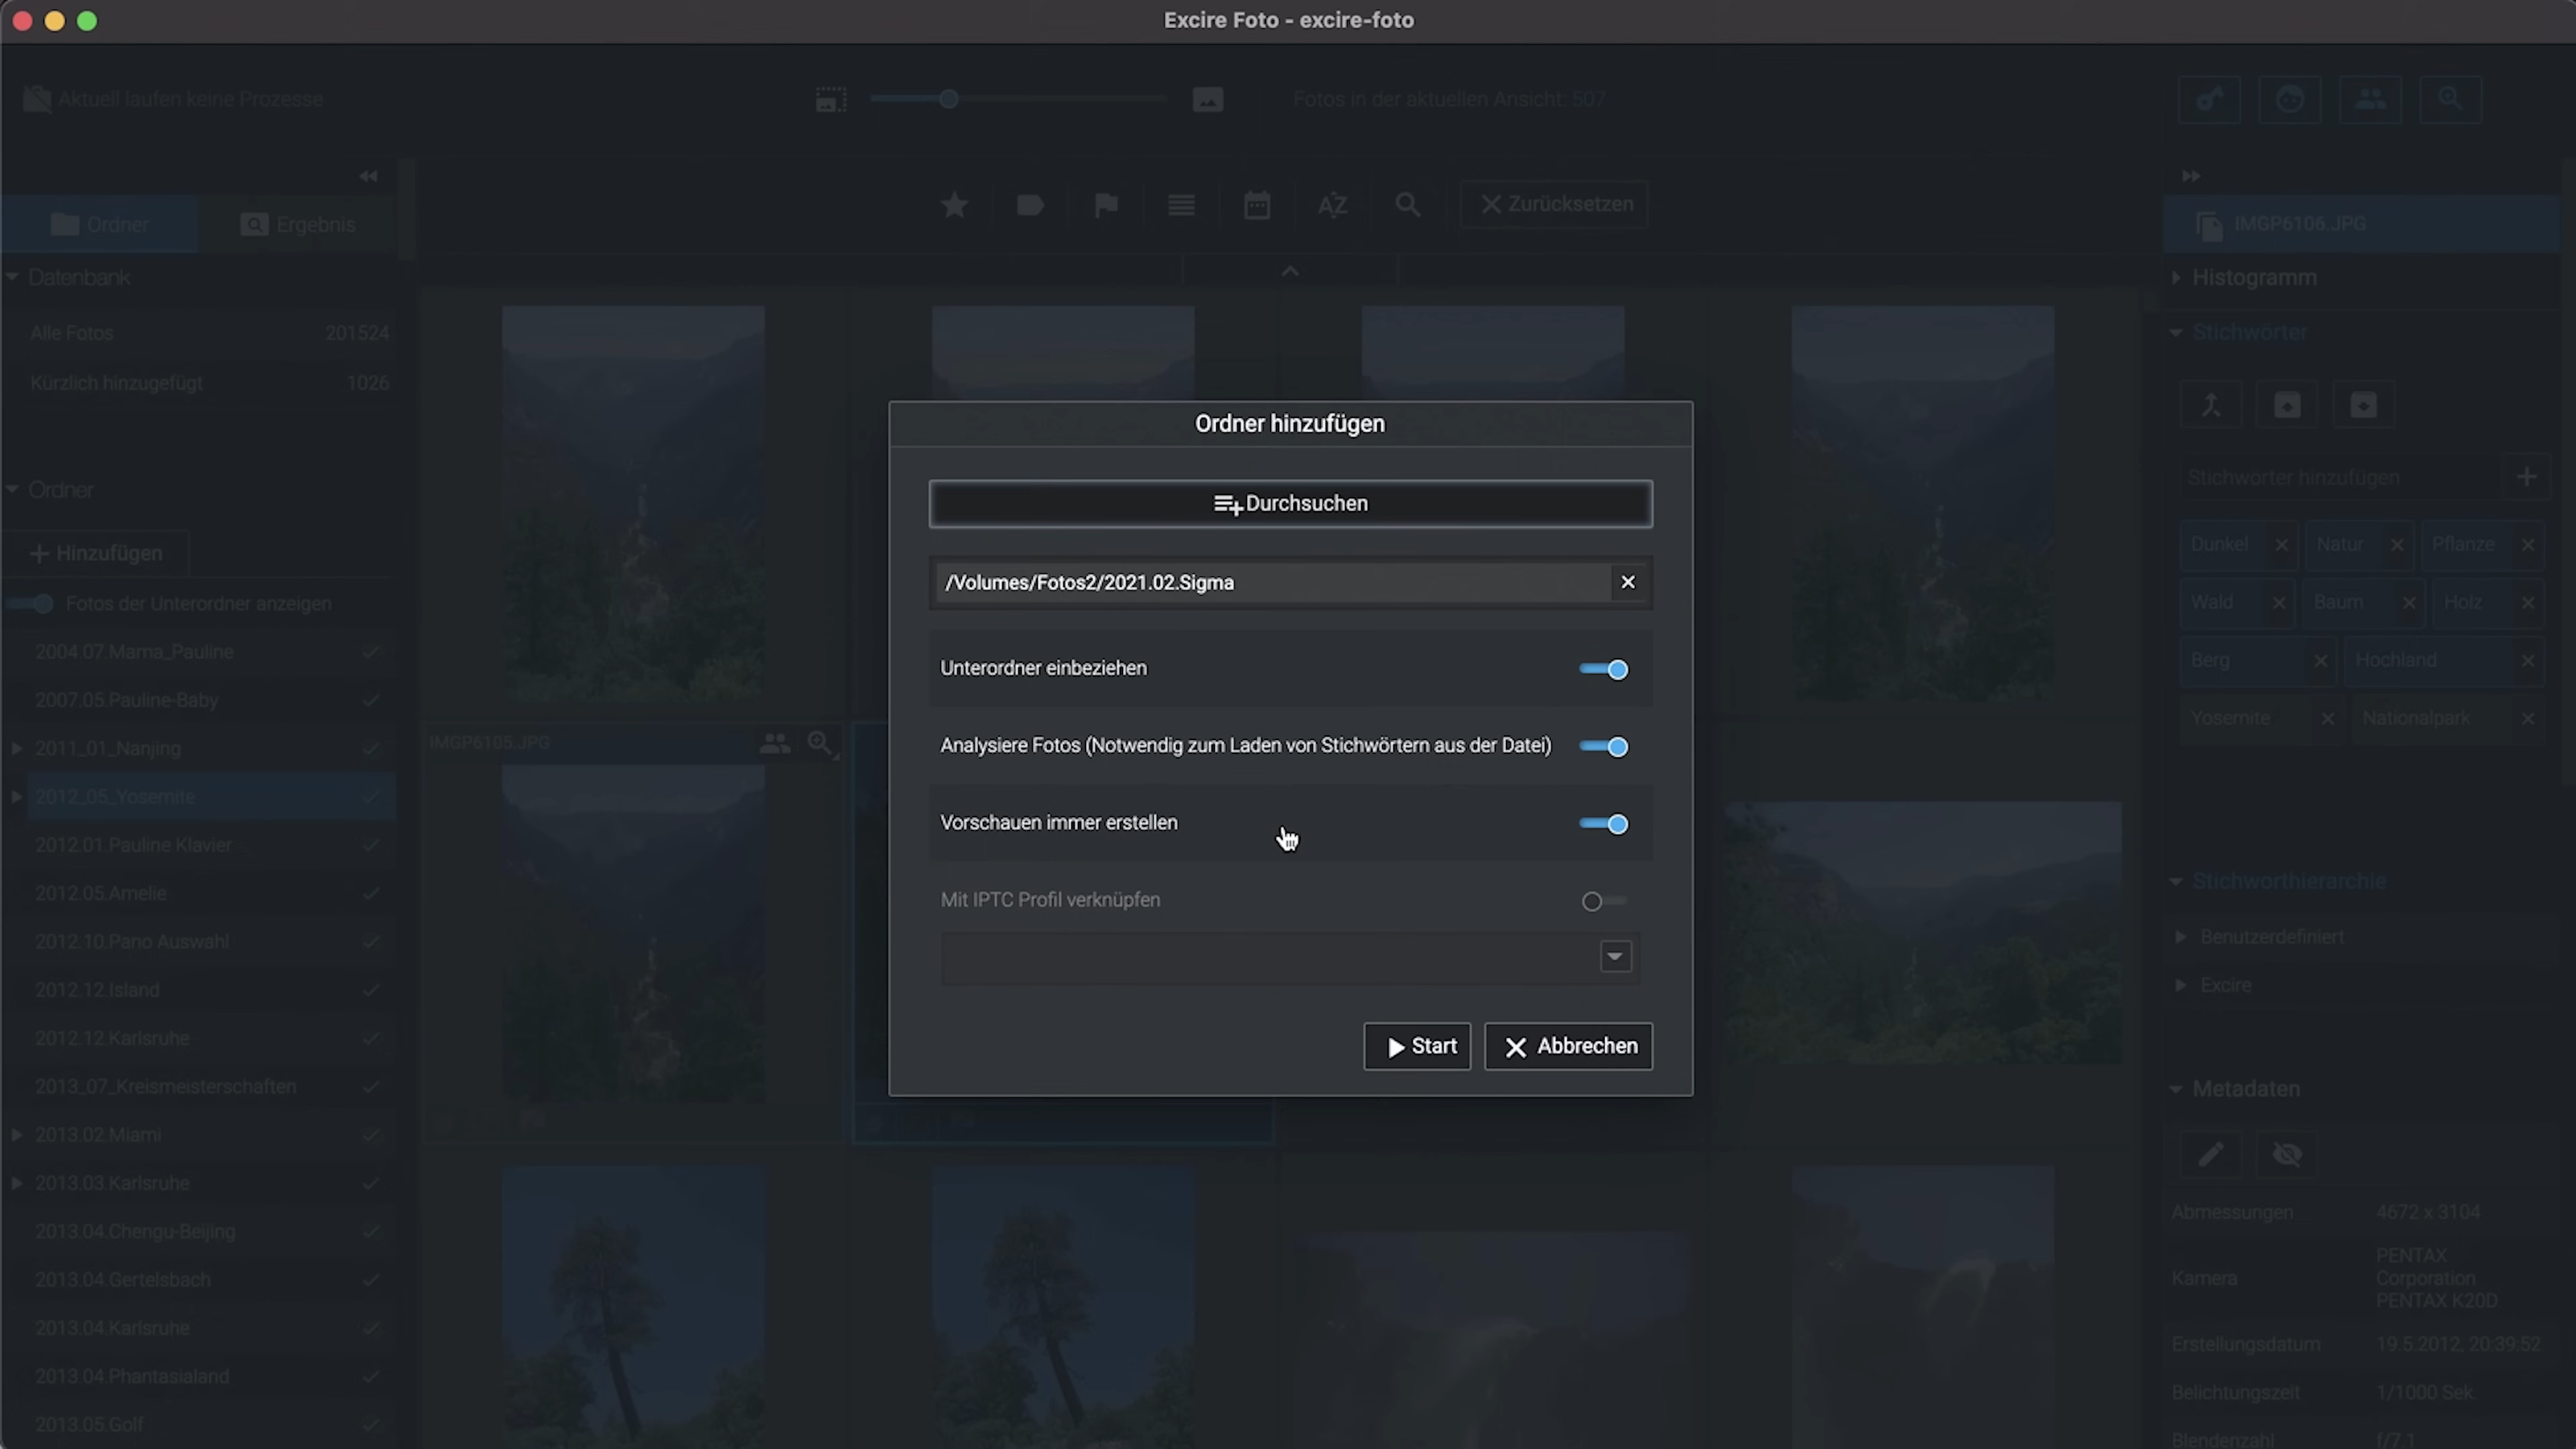 Excire Foto - excire-foto
Aktuell laufen keine Prozesse
Fotos in der aktuellen Ansicht: 507
Ordner
Ergebnis
Datenbank
Alle Fotos 201524
Kürzlich hinzugefügt 1026
Ordner
Hinzufügen
Fotos der Unterordner anzeigen
2004.07.Mama_Pauline
2007.05.Pauline-Baby
2011_01_Nanjing
2012_05_Yosemite
2012.01.Pauline Klavier
2012.05.Amelie
2012.10.Pano Auswahl
2012.12.Island
2012.12.Karlsruhe
2013_07_Kreismeisterschaften
2013.02.Miami
2013.03.Karlsruhe
2013.04.Chengu-Beijing
2013.04.Gertelsbach
2013.04.Karlsruhe
2013.04.Phantasialand
2013.05.Golf
AZ
Zurücksetzen
IMGP6105.JPG
Ordner hinzufügen
Durchsuchen
/Volumes/Fotos2/2021.02.Sigma
Unterordner einbeziehen
Analysiere Fotos (Notwendig zum Laden von Stichwörtern aus der Datei)
Vorschauen immer erstellen
Mit IPTC Profil verknüpfen
Start
Abbrechen
IMGP6106.JPG
Histogramm
Stichwörter
Stichwörter hinzufügen
Dunkel
Natur
Pflanze
Wald
Baum
Holz
Berg
Hochland
Yosemite
Nationalpark
Stichworthierarchie
Benutzerdefiniert
Excire
Metadaten
Abmessungen 4672 x 3104
Kamera PENTAX
Corporation
PENTAX K20D
Erstellungsdatum 19.5.2012, 20:39:52
Belichtungszeit 1/1000 Sek.
Blendenzahl f/7.1